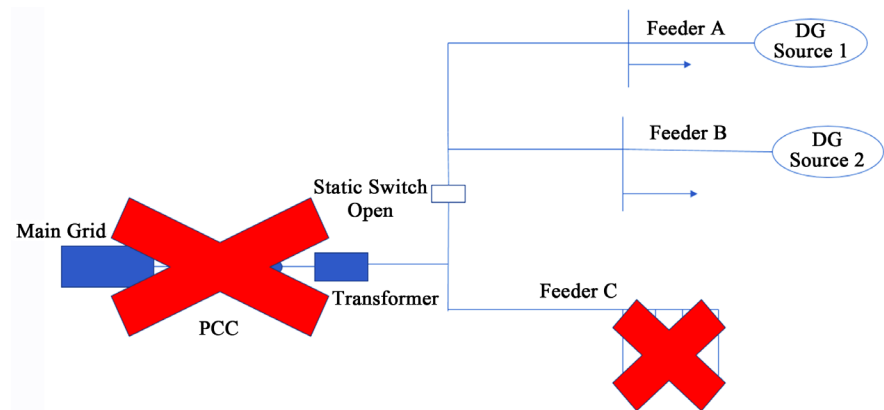 Feeder A
DG
Source 1
Feeder B
DG
Source 2
Static Switch
Open
Main Grid
Transformer
PCC
Feeder C